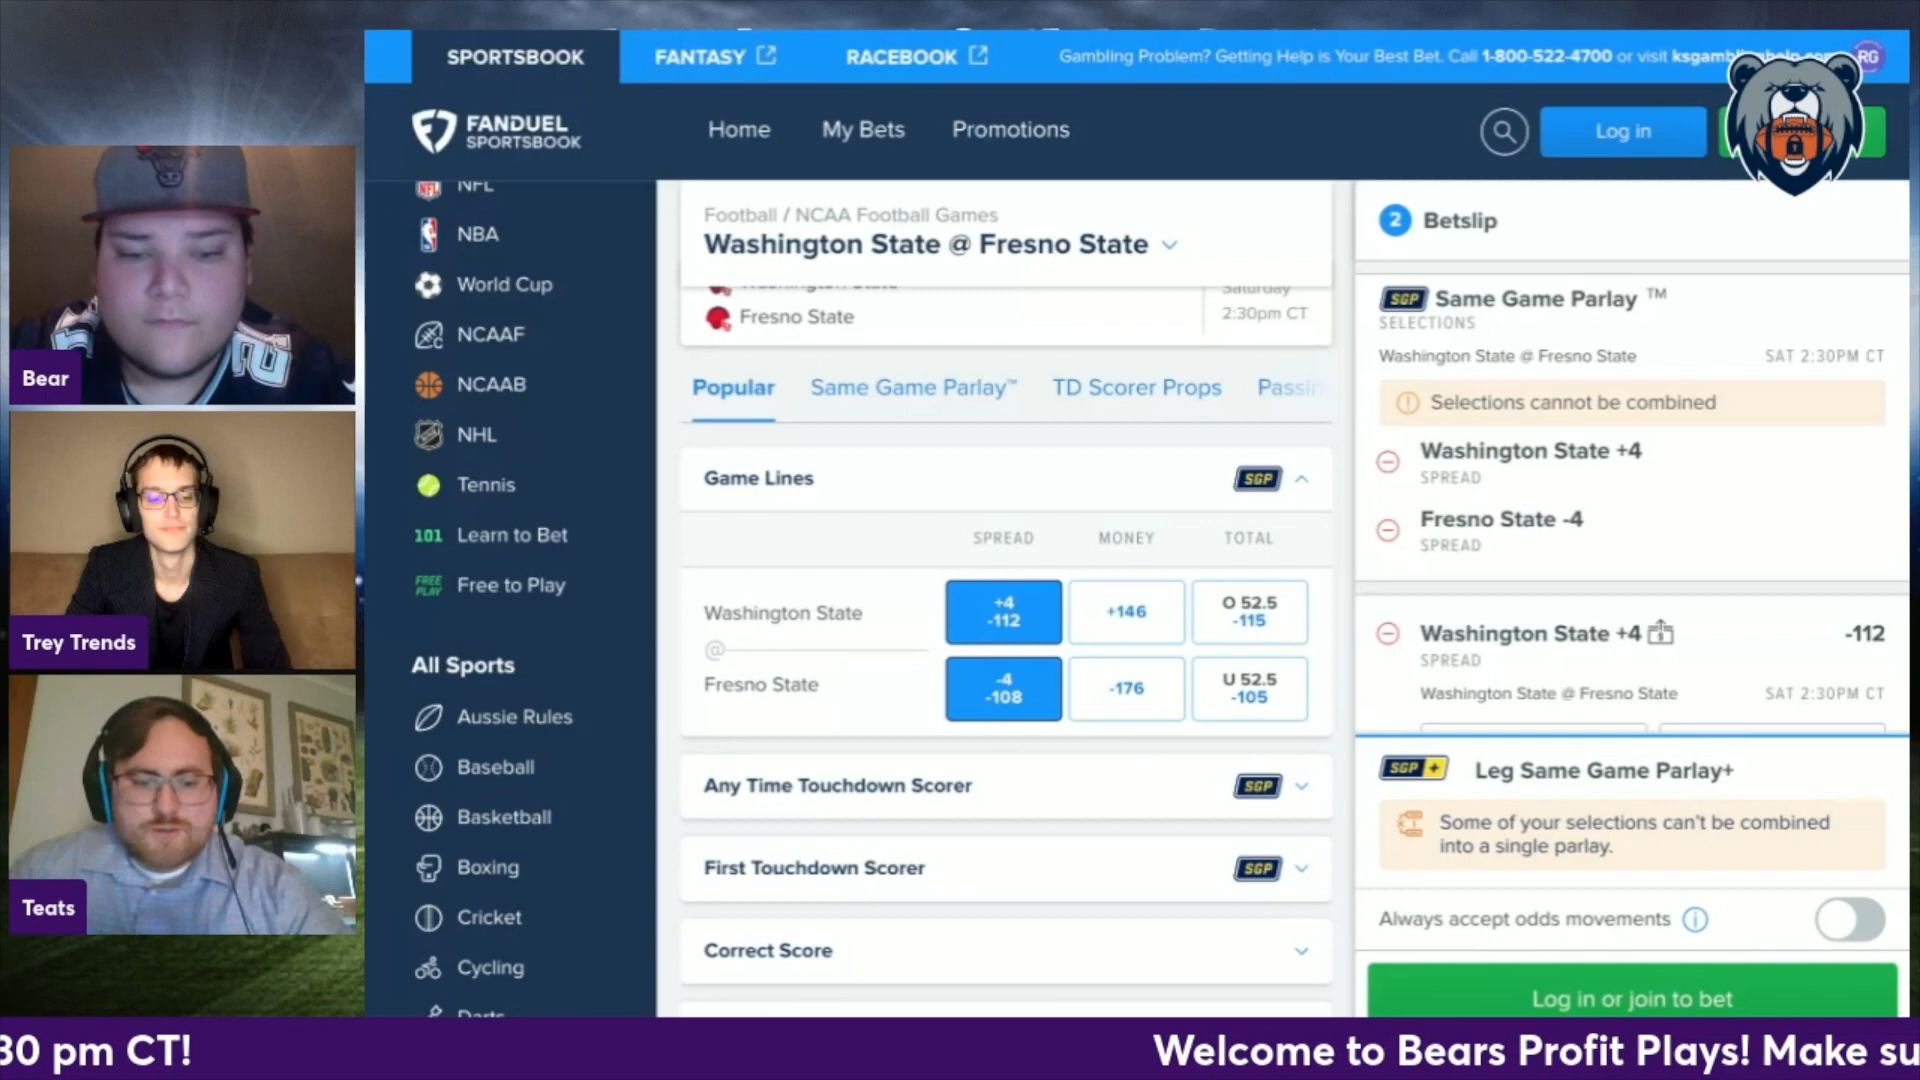 SPORTSBOOK
FANTASY
RACEBOOK
Gambling Problem? Getting Help is Your Best Bet. Call 1-800-522-4700 or visit
RG
FANDUEL
SPORTSBOOK
Home
My Bets
Promotions
Log in
NFL
NBA
World Cup
NCAAF
NCAAB
NHL
Tennis
101 Learn to Bet
FREE PLAY Free to Play
All Sports
Aussie Rules
Baseball
Basketball
Boxing
Cricket
Cycling
Darts
Football / NCAA Football Games
Washington State @ Fresno State
Washington State
Fresno State
Saturday
2:30pm CT
Popular
Same Game Parlay™
TD Scorer Props
Game Lines
SGP
SPREAD MONEY TOTAL
Washington State
+4
-112
+146
O 52.5
-115
@
Fresno State
-4
-108
-176
U 52.5
-105
Any Time Touchdown Scorer
SGP
First Touchdown Scorer
SGP
Correct Score
2 Betslip
SGP Same Game Parlay ™
SELECTIONS
Washington State @ Fresno State SAT 2:30PM CT
Selections cannot be combined
Washington State +4
SPREAD
Fresno State -4
SPREAD
Washington State +4 -112
SPREAD
Washington State @ Fresno State SAT 2:30PM CT
SGP + Leg Same Game Parlay+
Some of your selections can't be combined
into a single parlay.
Always accept odds movements
Log in or join to bet
Bear
Trey Trends
Teats
30 pm CT!
Welcome to Bears Profit Plays! Make su